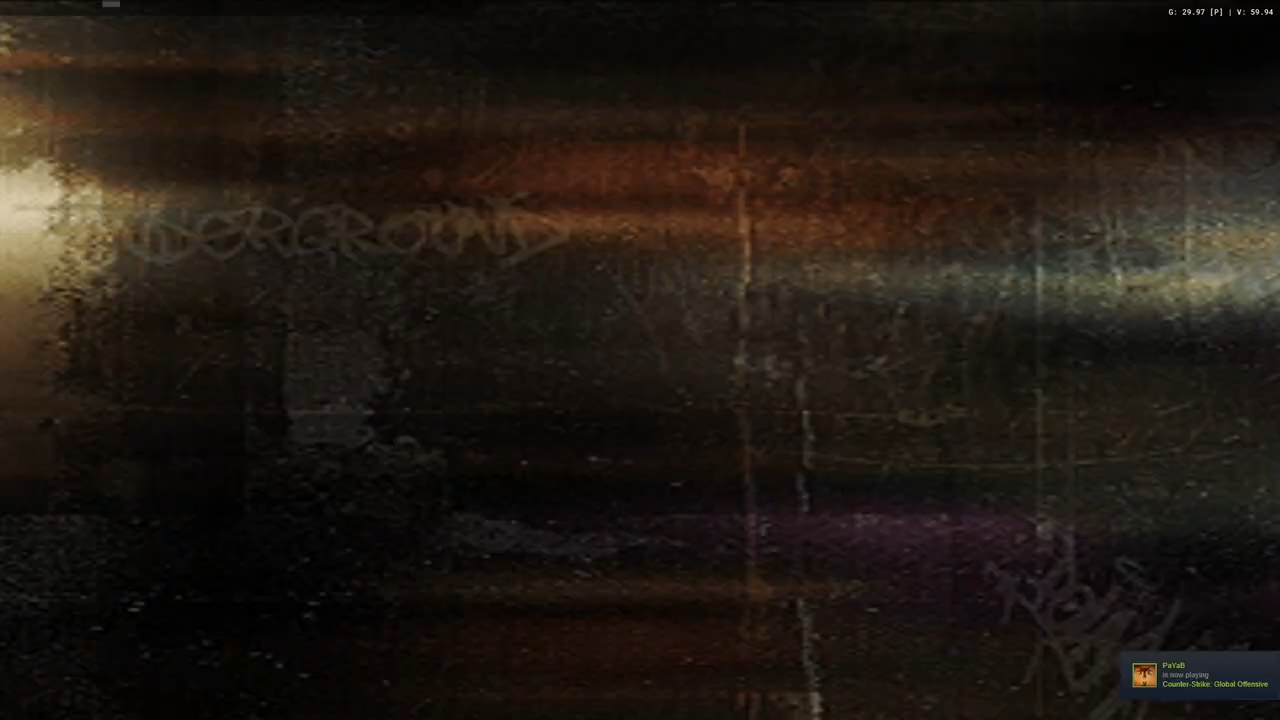 G: 29.97 [P] | V: 59.94
UNDERGROUND
PaYaB
is now playing
Counter-Strike: Global Offensive